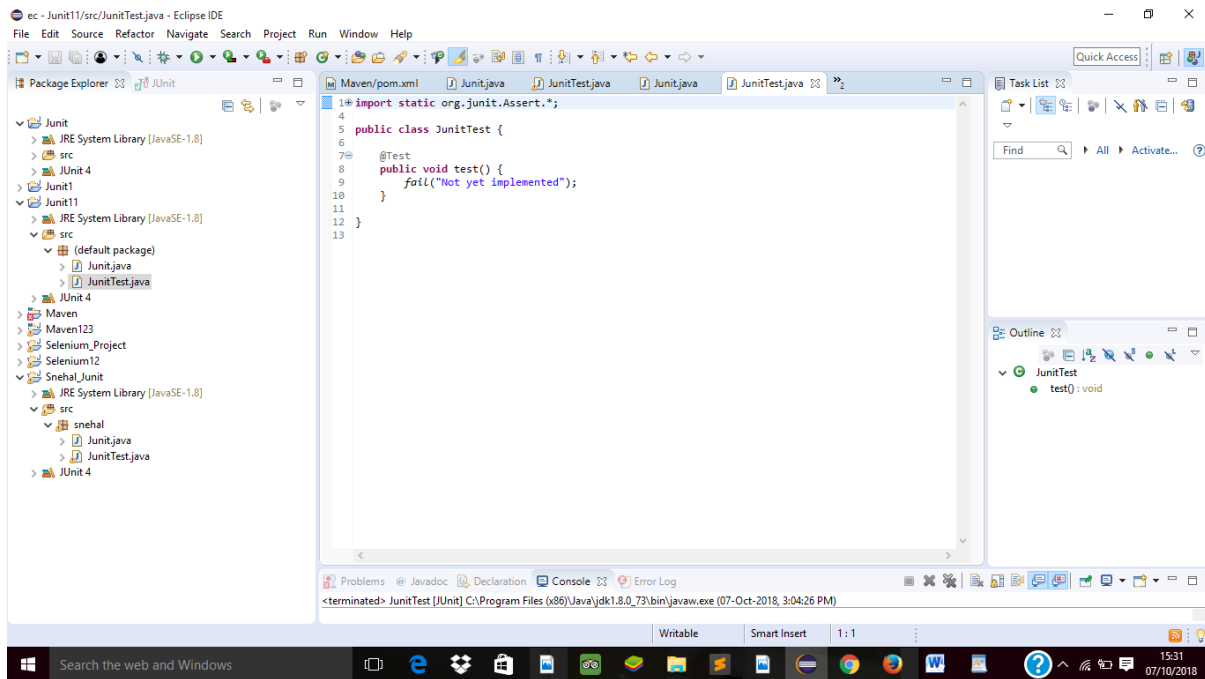 ec - Junit11/src/JunitTest.java - Eclipse IDE
File Edit Source Refactor Navigate Search Project Run Window Help
Quick Access
Package Explorer JUnit
Junit
JRE System Library [JavaSE-1.8]
src
JUnit 4
Junit1
Junit11
JRE System Library [JavaSE-1.8]
src
(default package)
Junit.java
JunitTest.java
JUnit 4
Maven
Maven123
Selenium_Project
Selenium12
Snehal_Junit
JRE System Library [JavaSE-1.8]
src
snehal
Junit.java
JunitTest.java
JUnit 4
Maven/pom.xml Junit.java JunitTest.java Junit.java JunitTest.java »2
1 import static org.junit.Assert.*;
4
5 public class JunitTest {
6
7 @Test
8 public void test() {
9 fail("Not yet implemented");
10 }
11
12 }
13
Task List
Find All Activate...
Outline
JunitTest
test() : void
Problems @ Javadoc Declaration Console Error Log
<terminated> JunitTest [JUnit] C:\Program Files (x86)\Java\jdk1.8.0_73\bin\javaw.exe (07-Oct-2018, 3:04:26 PM)
Writable Smart Insert 1 : 1
Search the web and Windows
15:31
07/10/2018